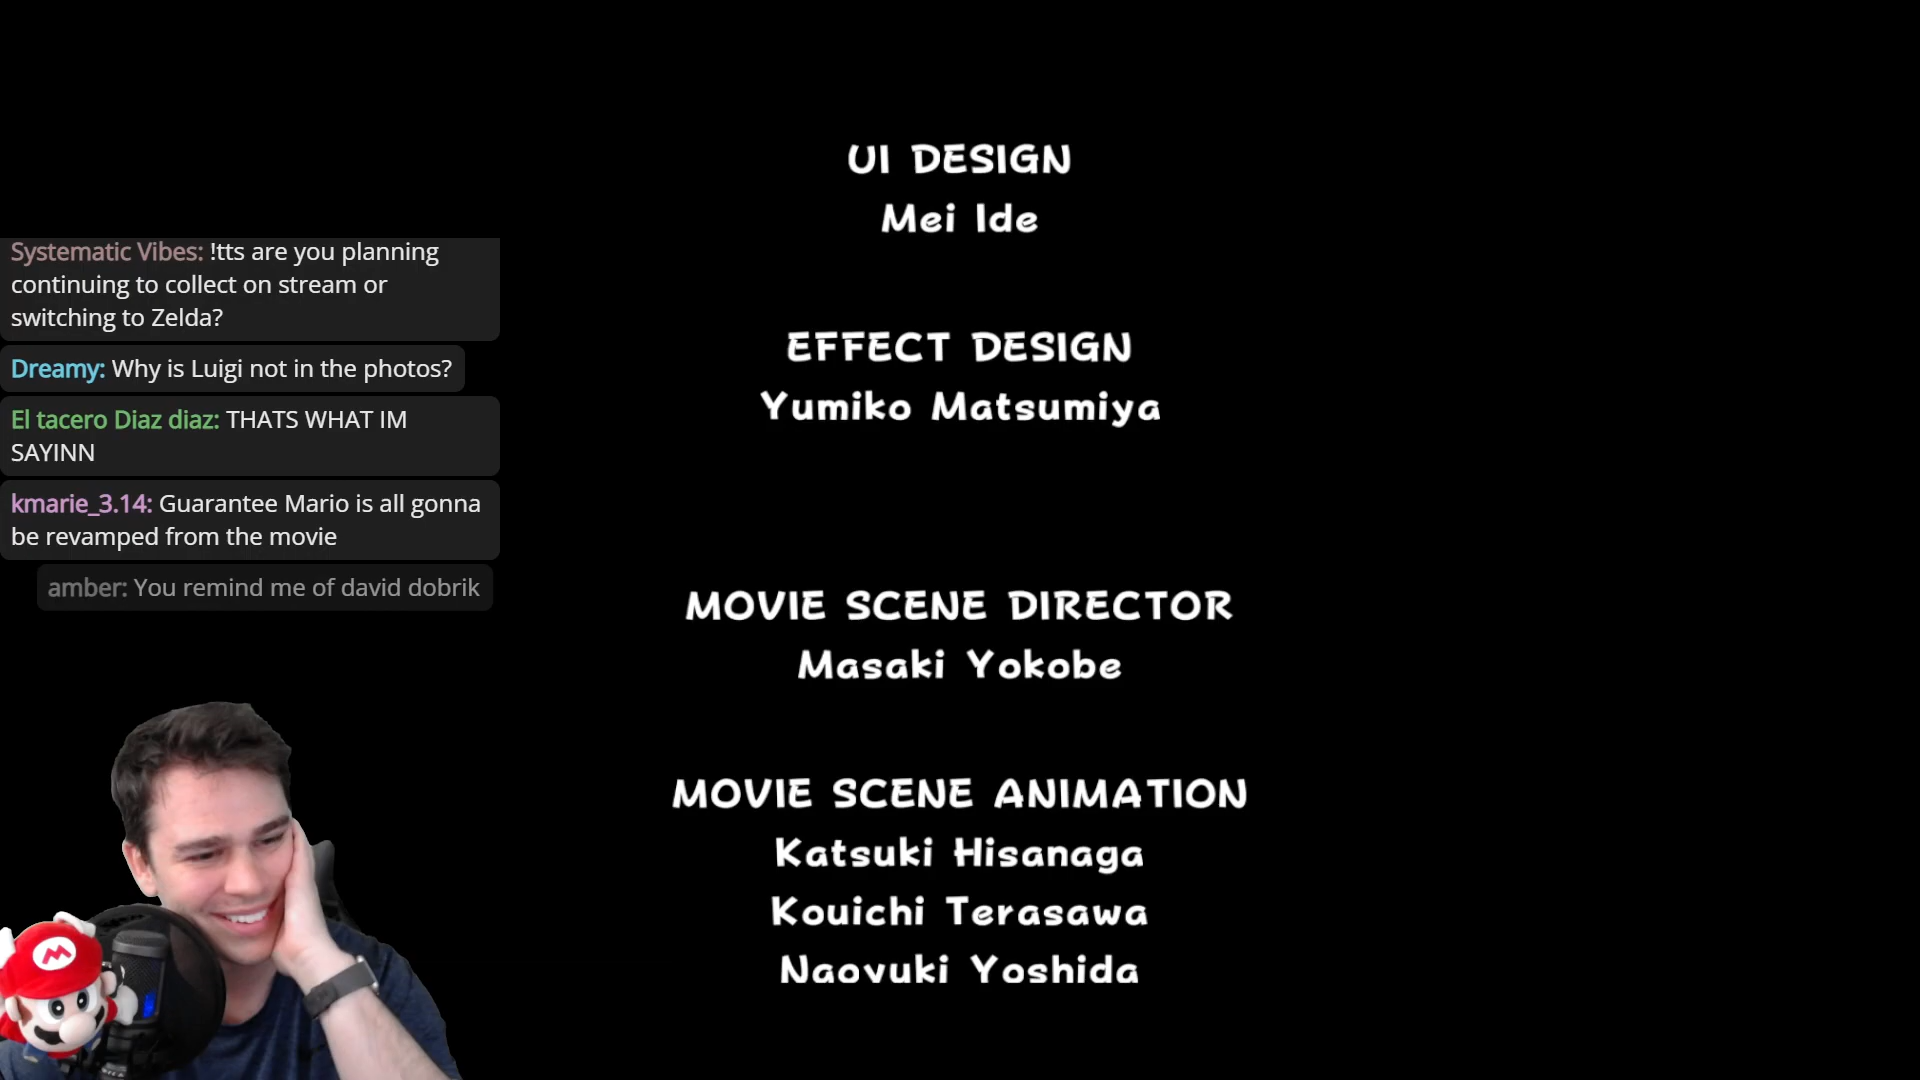 UI DESIGN
Mei Ide
EFFECT DESIGN
Yumiko Matsumiya
MOVIE SCENE DIRECTOR
Masaki Yokobe
MOVIE SCENE ANIMATION
Katsuki Hisanaga
Kouichi Terasawa
Naoyuki Yoshida
Systematic Vibes: !tts are you planning
continuing to collect on stream or
switching to Zelda?
Dreamy: Why is Luigi not in the photos?
El tacero Diaz diaz: THATS WHAT IM
SAYINN
kmarie_3.14: Guarantee Mario is all gonna
be revamped from the movie
amber: You remind me of david dobrik
M